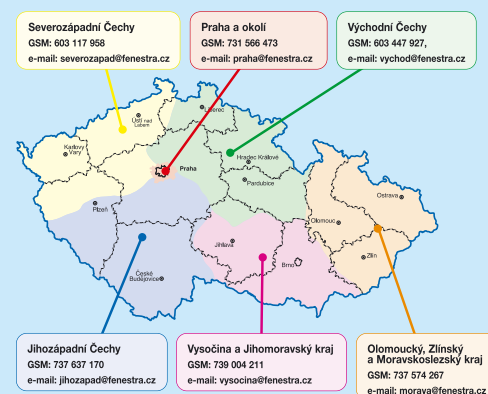 Severozápadní Čechy
GSM: 603 117 958
e-mail: severozapad@fenestra.cz
Praha a okolí
GSM: 731 566 473
e-mail: praha@fenestra.cz
Východní Čechy
GSM: 603 447 927,
e-mail: vychod@fenestra.cz
Ústí nad
Labem
Liberec
Karlovy
Vary
Praha
Hradec Králové
Pardubice
Plzeň
Ostrava
Olomouc
Jihlava
Brno
Zlín
České
Budějovice
Jihozápadní Čechy
GSM: 737 637 170
e-mail: jihozapad@fenestra.cz
Vysočina a Jihomoravský kraj
GSM: 739 004 211
e-mail: vysocina@fenestra.cz
Olomoucký, Zlínský
a Moravskoslezský kraj
GSM: 737 574 267
e-mail: morava@fenestra.cz